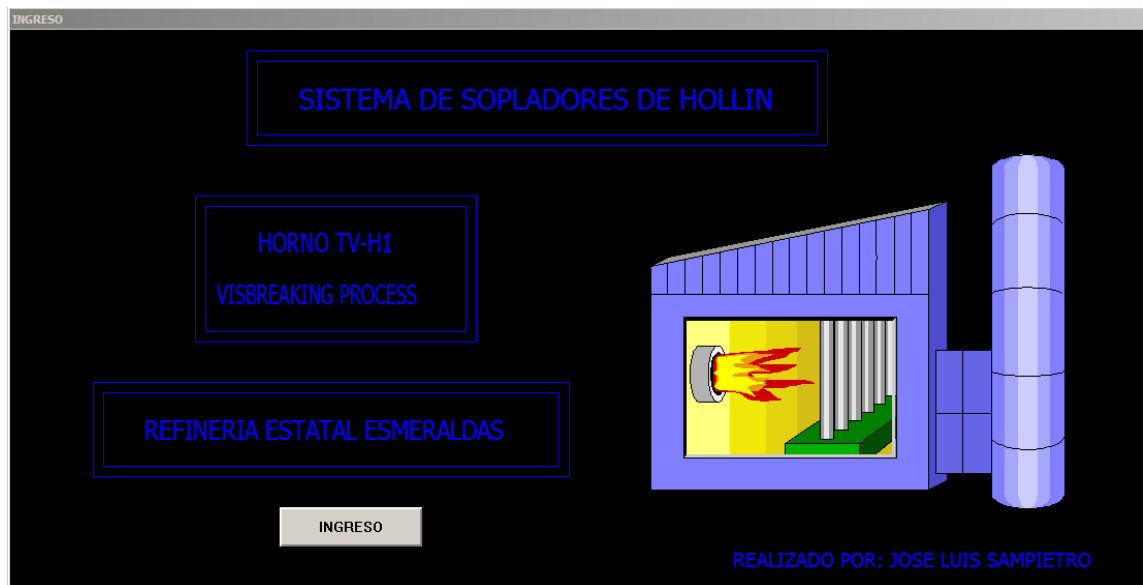 INGRESO
SISTEMA DE SOPLADORES DE HOLLIN
HORNO TV-H1
VISBREAKING PROCESS
REFINERIA ESTATAL ESMERALDAS
INGRESO
REALIZADO POR: JOSE LUIS SAMPIETRO